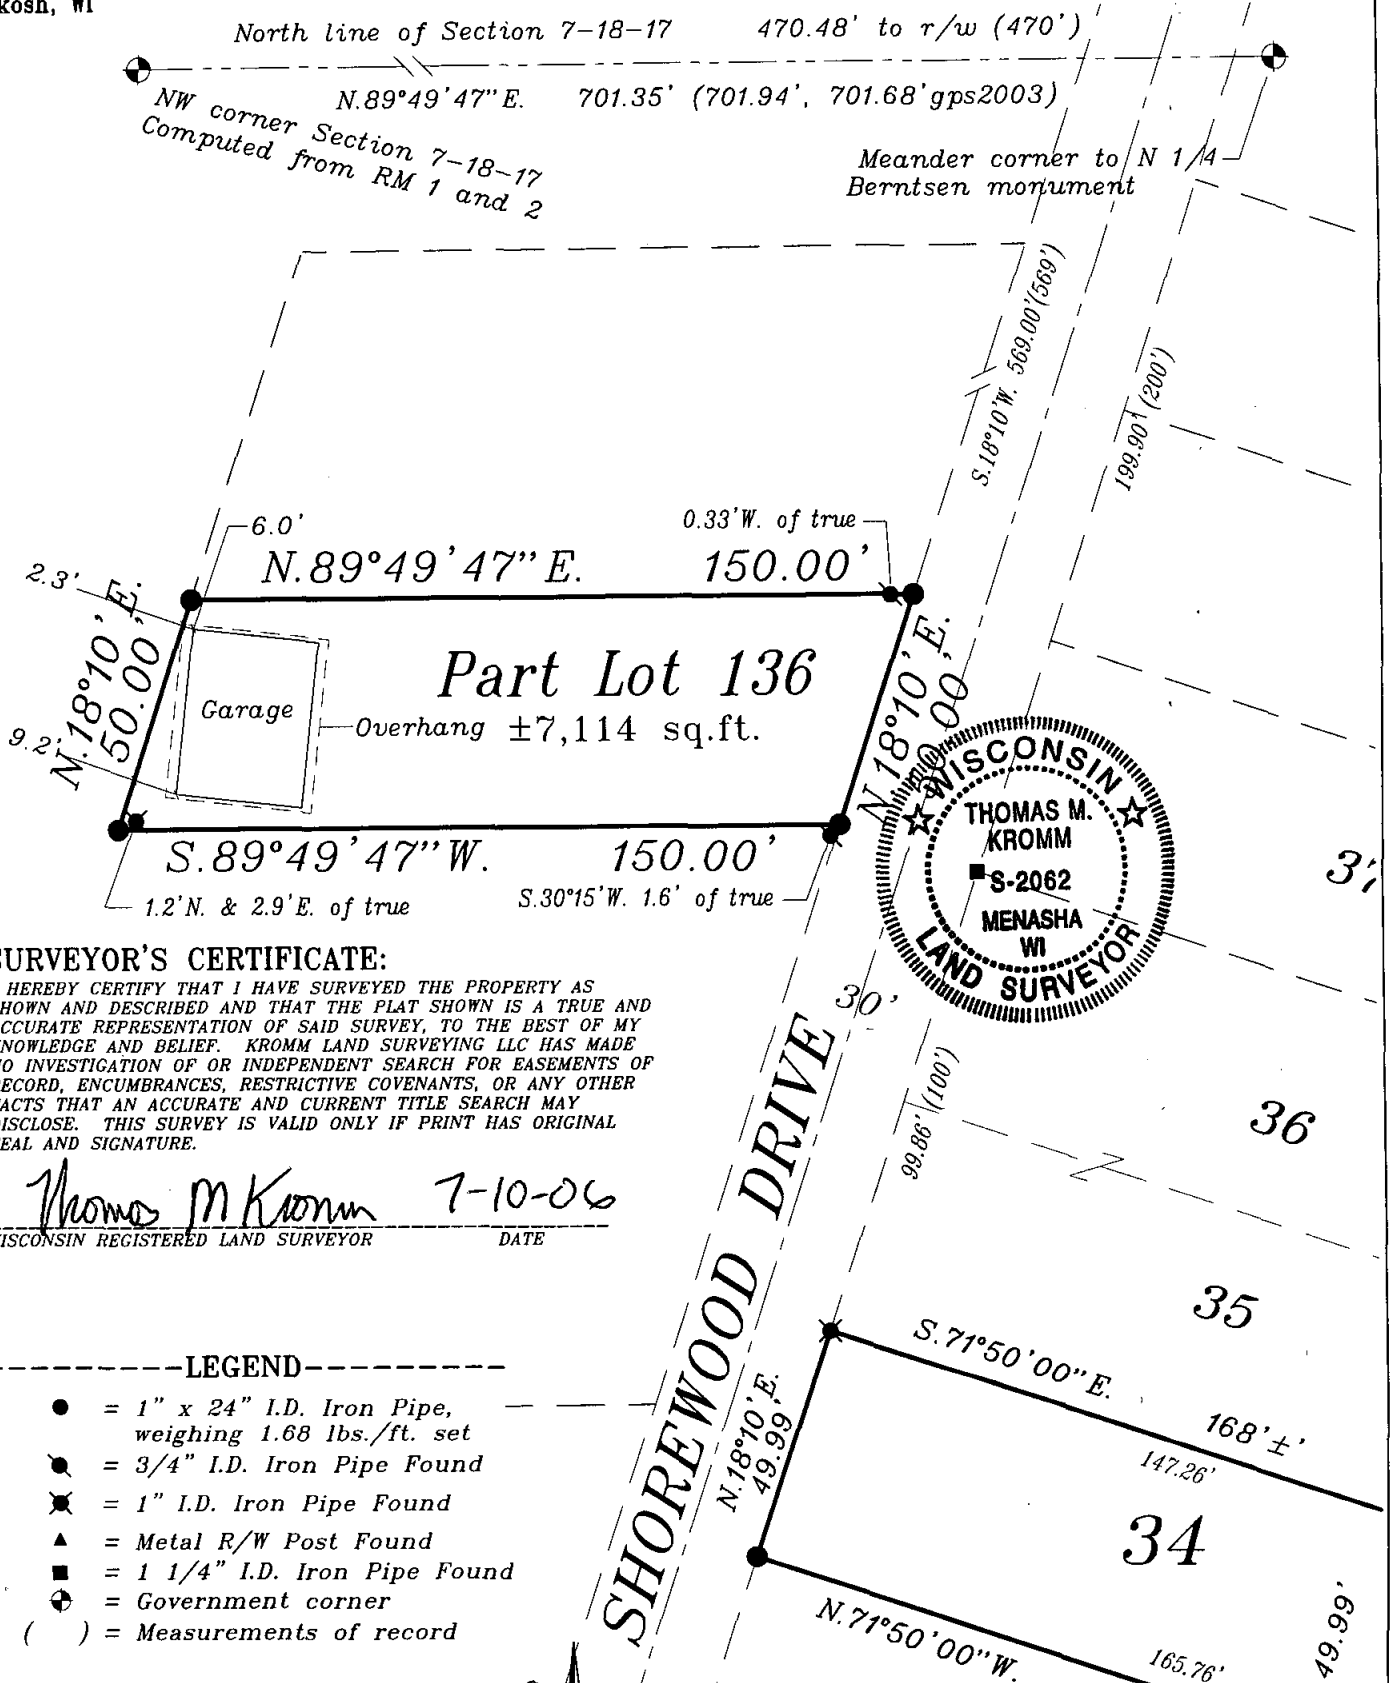 kosh, WI
North line of Section 7-18-17 470.48' to r/w (470')
N.89°49'47"E. 701.35' (701.94', 701.68'gps2003)
NW corner Section 7-18-17
Computed from RM 1 and 2
Meander corner to N 1/4
Berntsen monument
S.18°10'W. 569.00'(569')
199.90' (200')
6.0'
0.33'W. of true
N.89°49'47"E. 150.00'
2.3'
N.18°10'E.
50.00'
Part Lot 136
Garage
Overhang ±7,114 sq.ft.
9.2'
N.18°10'E.
50.00'
S.89°49'47"W. 150.00'
1.2'N. & 2.9'E. of true
S.30°15'W. 1.6' of true
WISCONSIN
THOMAS M.
KROMM
S-2062
MENASHA
WI
LAND SURVEYOR
URVEYOR'S CERTIFICATE:
HEREBY CERTIFY THAT I HAVE SURVEYED THE PROPERTY AS
HOWN AND DESCRIBED AND THAT THE PLAT SHOWN IS A TRUE AND
CCURATE REPRESENTATION OF SAID SURVEY, TO THE BEST OF MY
NOWLEDGE AND BELIEF. KROMM LAND SURVEYING LLC HAS MADE
O INVESTIGATION OF OR INDEPENDENT SEARCH FOR EASEMENTS OF
ECORD, ENCUMBRANCES, RESTRICTIVE COVENANTS, OR ANY OTHER
ACTS THAT AN ACCURATE AND CURRENT TITLE SEARCH MAY
ISCLOSE. THIS SURVEY IS VALID ONLY IF PRINT HAS ORIGINAL
EAL AND SIGNATURE.
Thomas M Kromm 7-10-06
ISCONSIN REGISTERED LAND SURVEYOR DATE
30'
99.86' (100')
36
35
SHOREWOOD DRIVE
S.71°50'00"E.
168'±'
147.26'
N.18°10'E.
49.99'
34
N.71°50'00"W.
165.76'
49.99'
LEGEND
= 1" x 24" I.D. Iron Pipe,
weighing 1.68 lbs./ft. set
= 3/4" I.D. Iron Pipe Found
= 1" I.D. Iron Pipe Found
= Metal R/W Post Found
= 1 1/4" I.D. Iron Pipe Found
= Government corner
( ) = Measurements of record